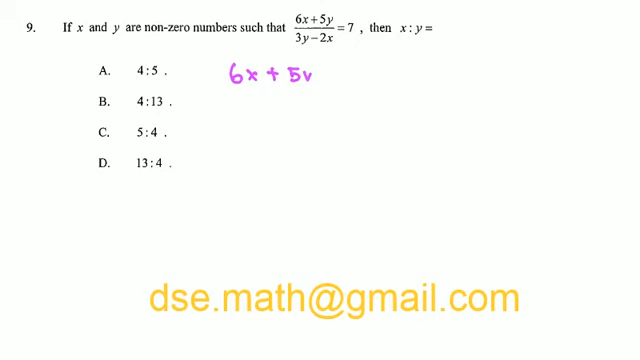 9. If x and y are non-zero numbers such that (6x + 5y)/(3y − 2x) = 7 , then x : y =
A. 4 : 5 .
B. 4 : 13 .
C. 5 : 4 .
D. 13 : 4 .
6x + 5
dse.math@gmail.com